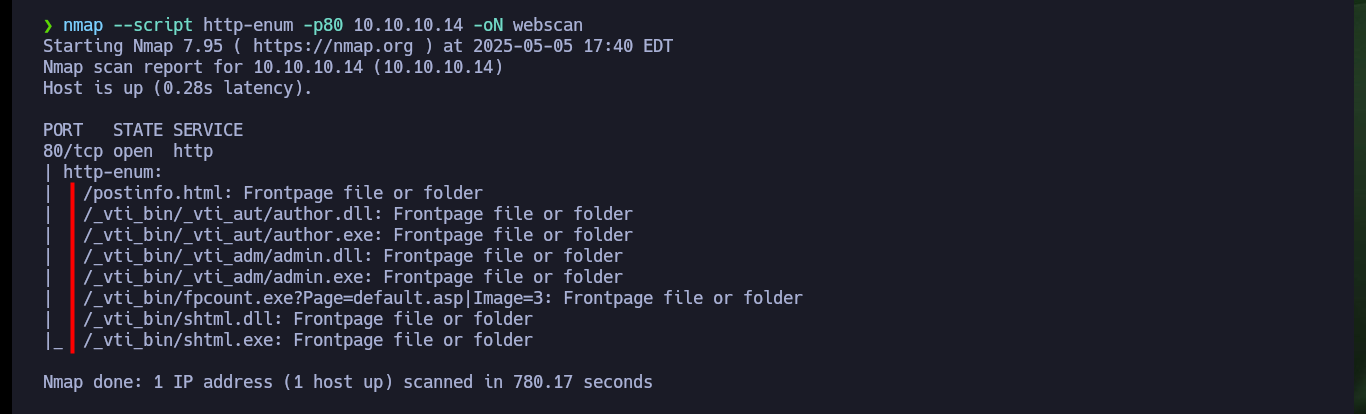 ❯ nmap --script http-enum -p80 10.10.10.14 -oN webscan
Starting Nmap 7.95 ( https://nmap.org ) at 2025-05-05 17:40 EDT
Nmap scan report for 10.10.10.14 (10.10.10.14)
Host is up (0.28s latency).
PORT   STATE SERVICE
80/tcp open  http
| http-enum:
|   /postinfo.html: Frontpage file or folder
|   /_vti_bin/_vti_aut/author.dll: Frontpage file or folder
|   /_vti_bin/_vti_aut/author.exe: Frontpage file or folder
|   /_vti_bin/_vti_adm/admin.dll: Frontpage file or folder
|   /_vti_bin/_vti_adm/admin.exe: Frontpage file or folder
|   /_vti_bin/fpcount.exe?Page=default.asp|Image=3: Frontpage file or folder
|   /_vti_bin/shtml.dll: Frontpage file or folder
|_  /_vti_bin/shtml.exe: Frontpage file or folder
Nmap done: 1 IP address (1 host up) scanned in 780.17 seconds